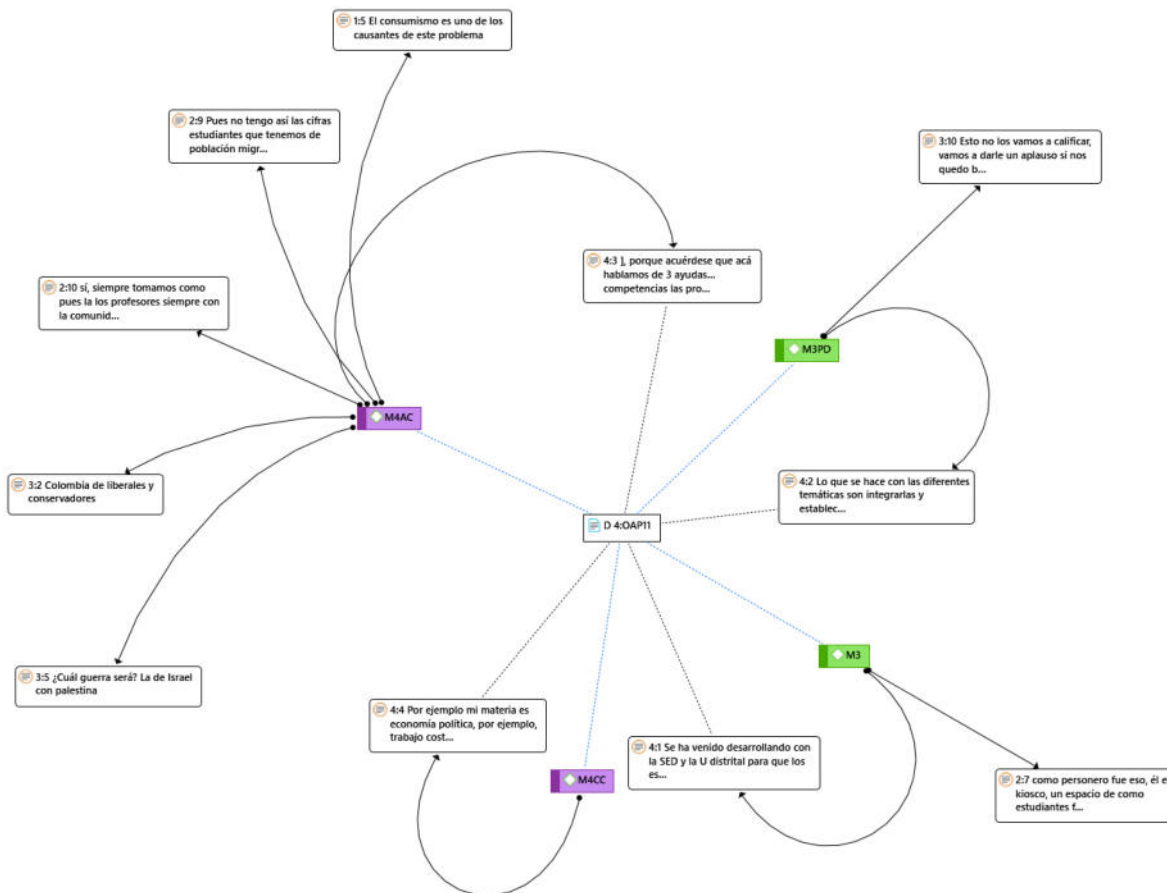 1:5 El consumismo es uno de los
causantes de este problema
2:9 Pues no tengo así las cifras
estudiantes que tenemos de
población migr...
3:10 Esto no los vamos a calificar,
vamos a darle un aplauso si nos
quedo b...
4:3 ], porque acuérdese que acá
hablamos de 3 ayudas...
competencias las pro...
2:10 sí, siempre tomamos como
pues la los profesores siempre con
la comunid...
M3PD
M4AC
3:2 Colombia de liberales y
conservadores
4:2 Lo que se hace con las diferentes
temáticas son integrarlas y
establec...
D 4:OAP11
M3
3:5 ¿Cuál guerra será? La de Israel
con palestina
4:4 Por ejemplo mi materia es
economía política, por ejemplo,
trabajo cost...
4:1 Se ha venido desarrollando con
la SED y la U distrital para que los
es...
M4CC
2:7 como personero fue eso, él e
kiosco, un espacio de como
estudiantes f...